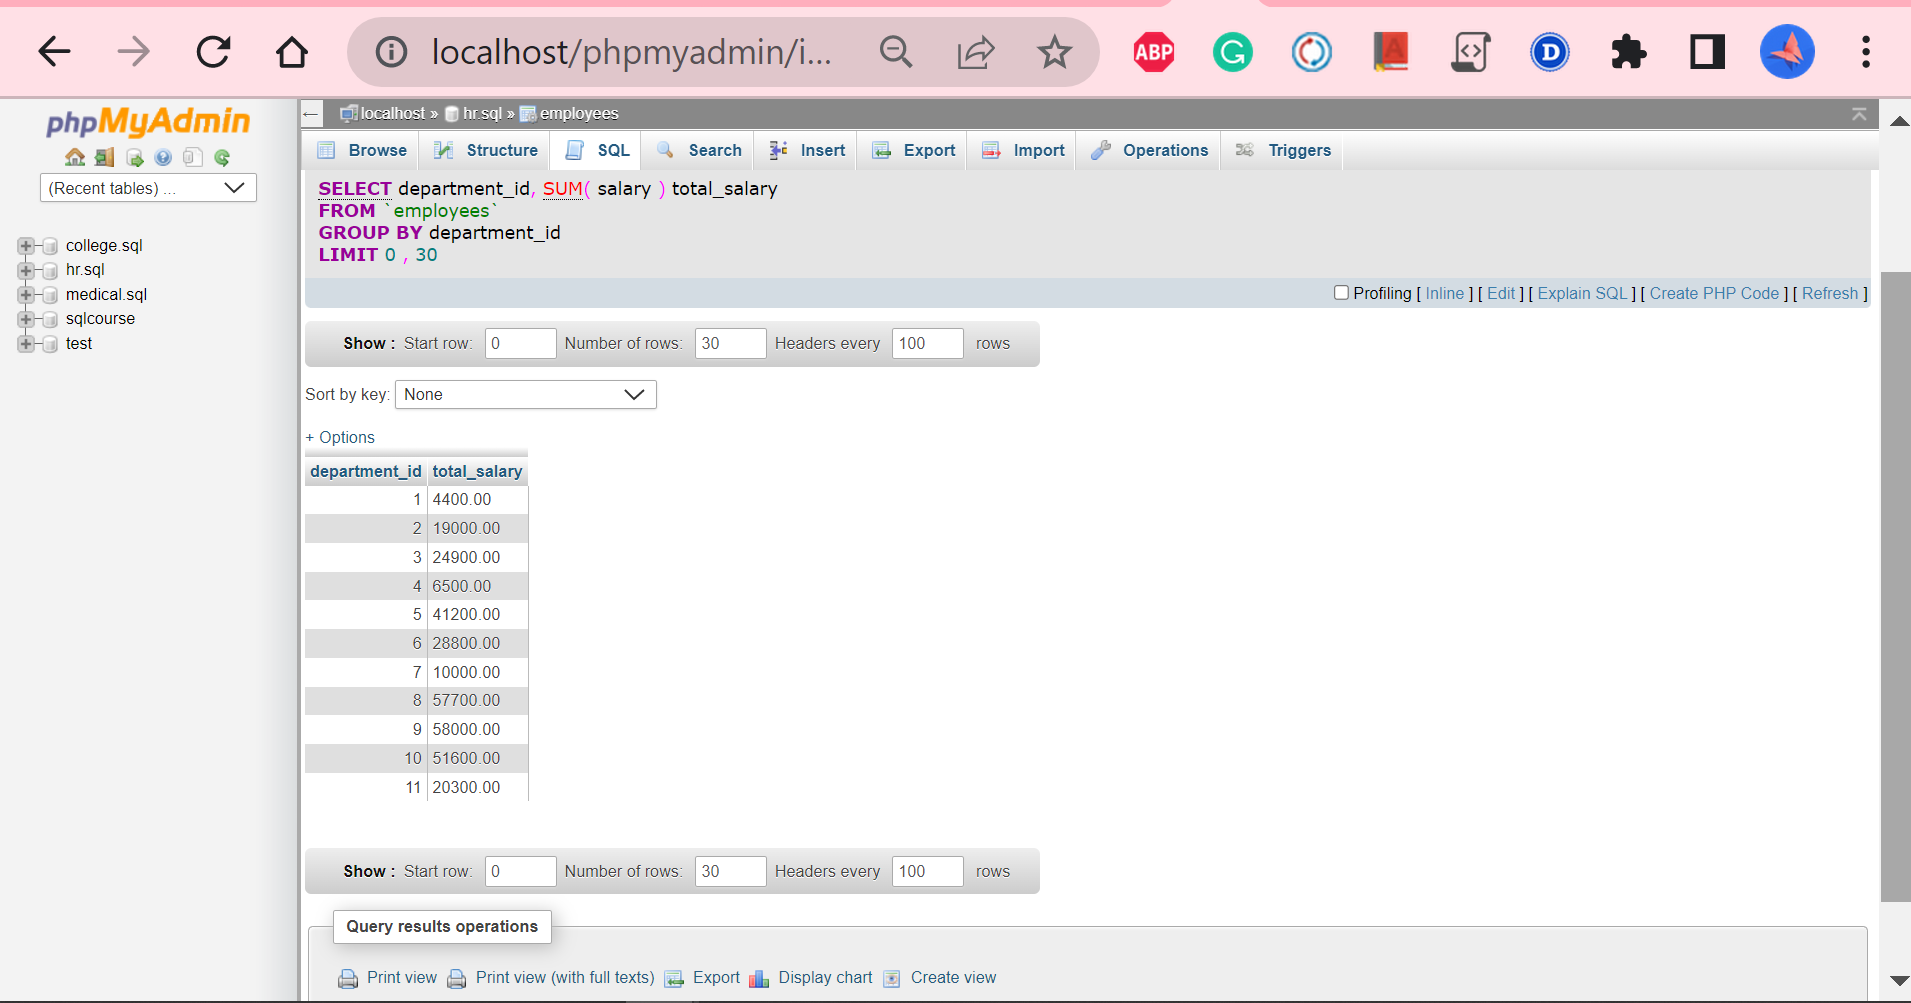 localhost/phpmyadmin/i...
ABP
G
A
D
phpMyAdmin
(Recent tables) ...
college.sql
hr.sql
medical.sql
sqlcourse
test
localhost » hr.sql » employees
Browse Structure SQL Search Insert Export Import Operations Triggers
SELECT department_id, SUM( salary ) total_salary
FROM `employees`
GROUP BY department_id
LIMIT 0 , 30
Profiling [ Inline ] [ Edit ] [ Explain SQL ] [ Create PHP Code ] [ Refresh ]
Show : Start row: 0 Number of rows: 30 Headers every 100 rows
Sort by key: None
+ Options
department_id total_salary
1 4400.00
2 19000.00
3 24900.00
4 6500.00
5 41200.00
6 28800.00
7 10000.00
8 57700.00
9 58000.00
10 51600.00
11 20300.00
Show : Start row: 0 Number of rows: 30 Headers every 100 rows
Query results operations
Print view Print view (with full texts) Export Display chart Create view